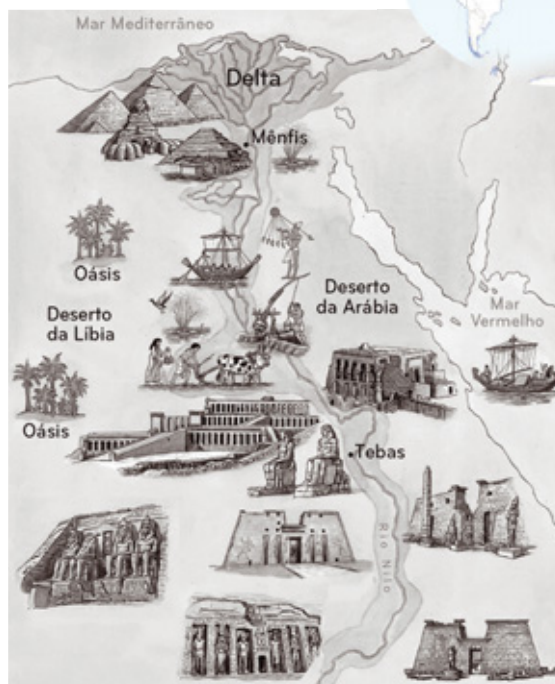 Mar Mediterrâneo
Delta
Mênfis
Oásis
Deserto
da Arábia
Deserto
da Líbia
Mar
Vermelho
Oásis
Tebas
Rio Nilo